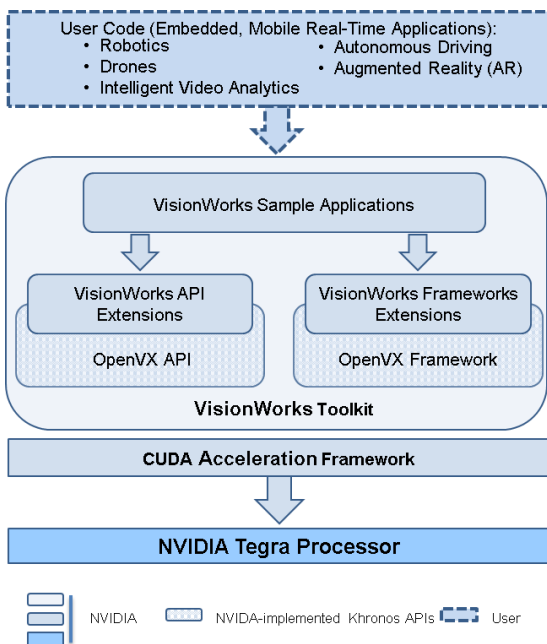 User Code (Embedded, Mobile Real-Time Applications):
• Robotics
• Drones
• Intelligent Video Analytics
• Autonomous Driving
• Augmented Reality (AR)
VisionWorks Sample Applications
VisionWorks API
Extensions
OpenVX API
VisionWorks Frameworks
Extensions
OpenVX Framework
VisionWorks Toolkit
CUDA Acceleration Framework
NVIDIA Tegra Processor
NVIDIA
NVIDA-implemented Khronos APIs
User